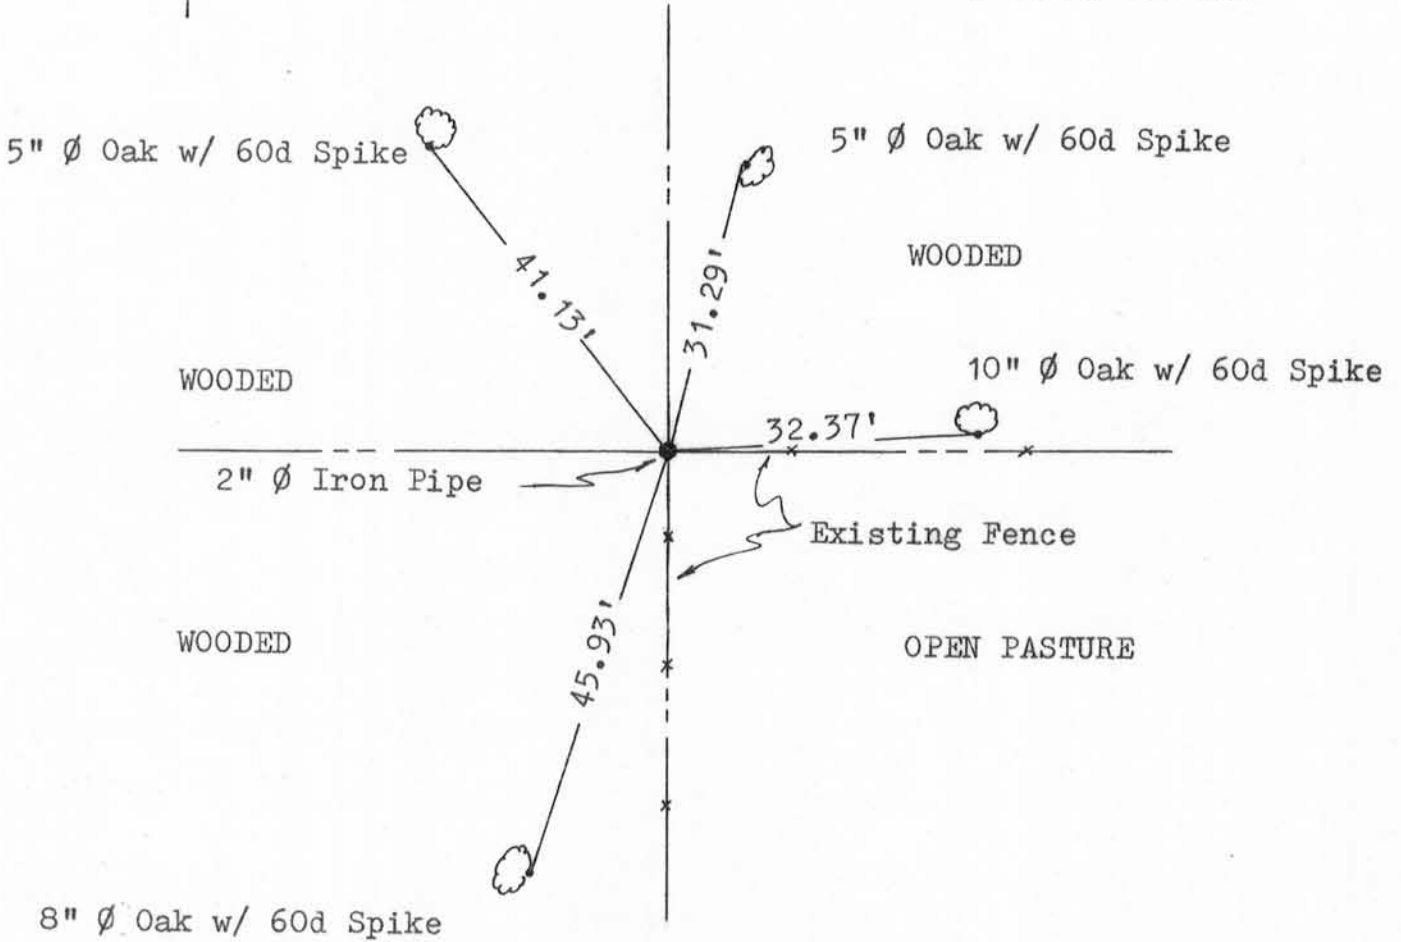 5" Ø Oak w/ 60d Spike
5" Ø Oak w/ 60d Spike
41.13'
31.29'
WOODED
WOODED
10" Ø Oak w/ 60d Spike
32.37'
2" Ø Iron Pipe
Existing Fence
45.93'
WOODED
OPEN PASTURE
8" Ø Oak w/ 60d Spike